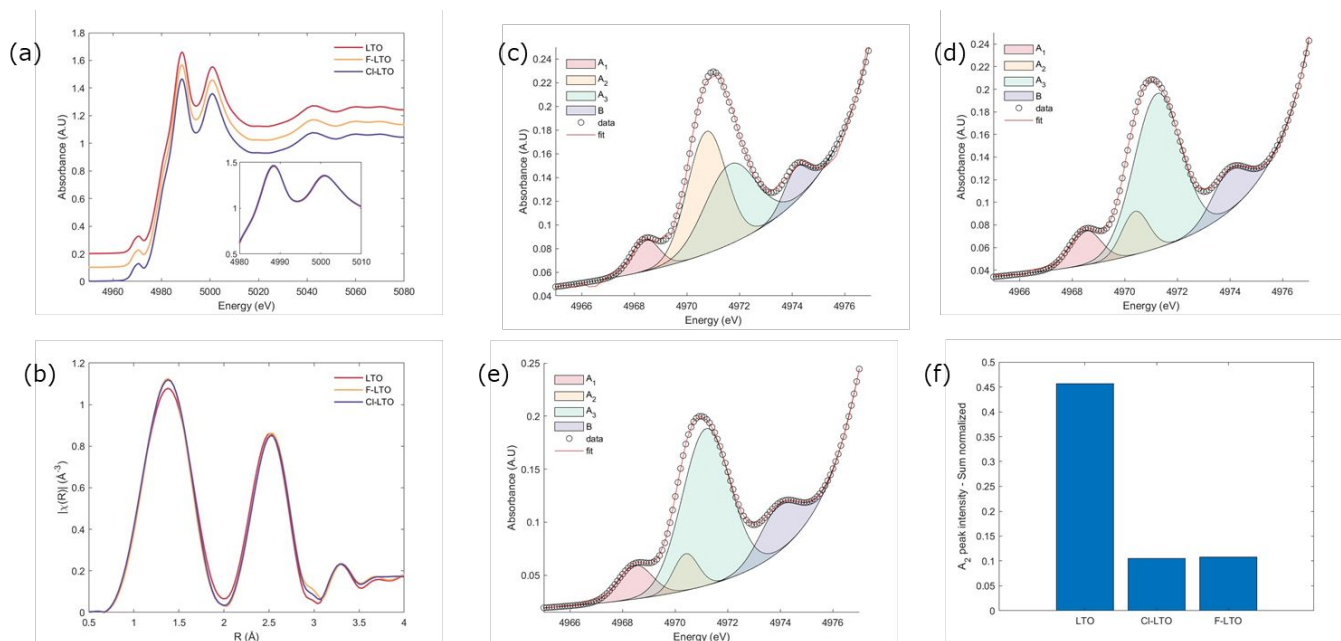 (a)
1.8
1.6
1.4
1.2
1
0.8
0.6
0.4
0.2
0
Absorbance (A.U)
LTO
F-LTO
Cl-LTO
1.5
1
0.5
4980 4990 5000 5010
4960 4980 5000 5020 5040 5060 5080
Energy (eV)
(c)
0.24
0.22
0.2
0.18
0.16
0.14
0.12
0.1
0.08
0.06
0.04
Absorbance (A.U)
A1
A2
A3
B
data
fit
4966 4968 4970 4972 4974 4976
Energy (eV)
(d)
0.24
0.22
0.2
0.18
0.16
0.14
0.12
0.1
0.08
0.06
0.04
Absorbance (A.U)
A1
A2
A3
B
data
fit
4966 4968 4970 4972 4974 4976
Energy (eV)
(b)
1.2
1
0.8
0.6
0.4
0.2
0
|χ(R)| (Å-3)
LTO
F-LTO
Cl-LTO
0.5 1 1.5 2 2.5 3 3.5 4
R (Å)
(e)
0.25
0.2
0.15
0.1
0.05
Absorbance (A.U)
A1
A2
A3
B
data
fit
4966 4968 4970 4972 4974 4976
Energy (eV)
(f)
0.5
0.45
0.4
0.35
0.3
0.25
0.2
0.15
0.1
0.05
0
A2 peak intensity - Sum normalized
LTO Cl-LTO F-LTO